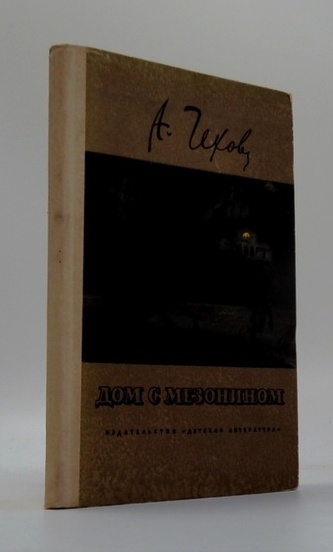 А. Чехов
ДОМ С МЕЗОНИНОМ
ИЗДАТЕЛЬСТВО «ДЕТСКАЯ ЛИТЕРАТУРА»